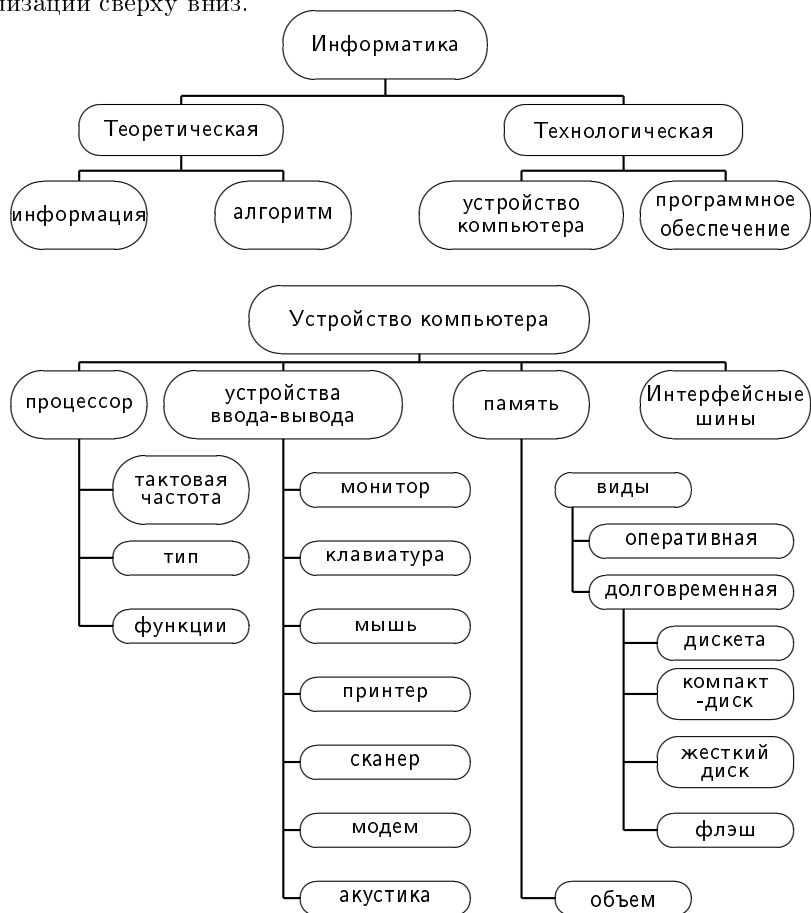 лизации сверху вниз.
Информатика
Теоретическая
Технологическая
информация
алгоритм
устройство
компьютера
программное
обеспечение
Устройство компьютера
процессор
устройства
ввода-вывода
память
Интерфейсные
шины
тактовая
частота
тип
функции
монитор
клавиатура
мышь
принтер
сканер
модем
акустика
виды
оперативная
долговременная
дискета
компакт
-диск
жесткий
диск
флэш
объем